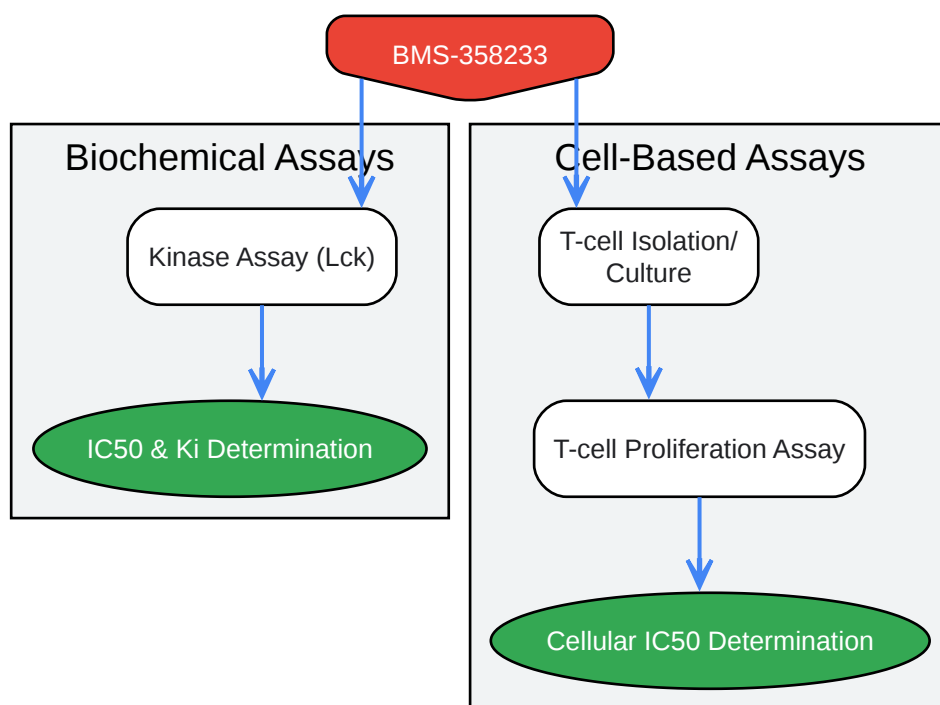 BMS-358233
Biochemical Assays
Kinase Assay (Lck)
IC50 & Ki Determination
Cell-Based Assays
T-cell Isolation/
Culture
T-cell Proliferation Assay
Cellular IC50 Determination